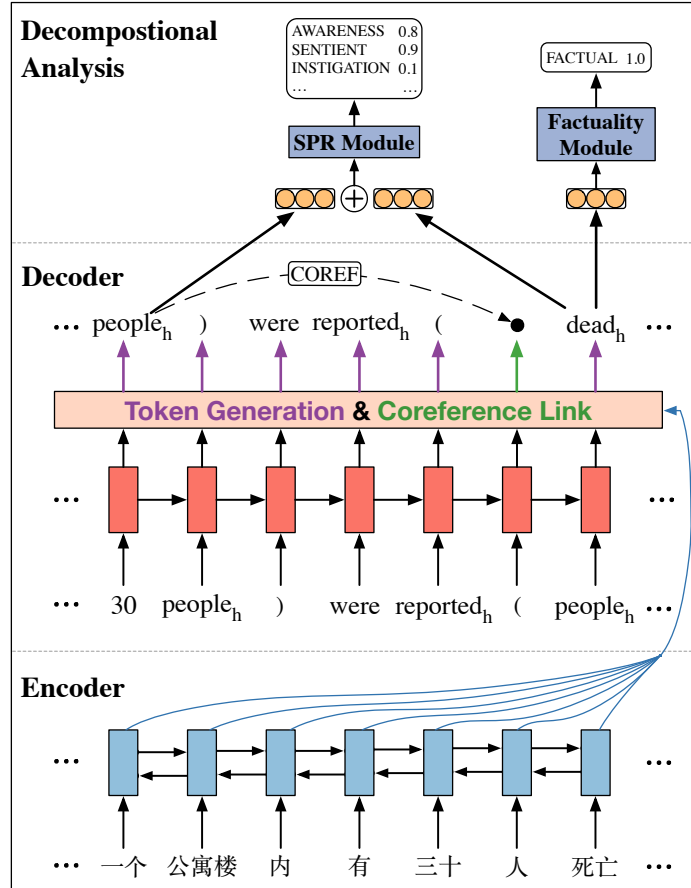 Decompostional
Analysis
AWARENESS 0.8
SENTIENT 0.9
INSTIGATION 0.1
... ...
FACTUAL 1.0
SPR Module
Factuality
Module
+
Decoder
COREF
... people_h ) were reported_h ( ● dead_h ...
Token Generation & Coreference Link
... ...
... 30 people_h ) were reported_h ( people_h ...
Encoder
... ...
... 一个 公寓楼 内 有 三十 人 死亡 ...